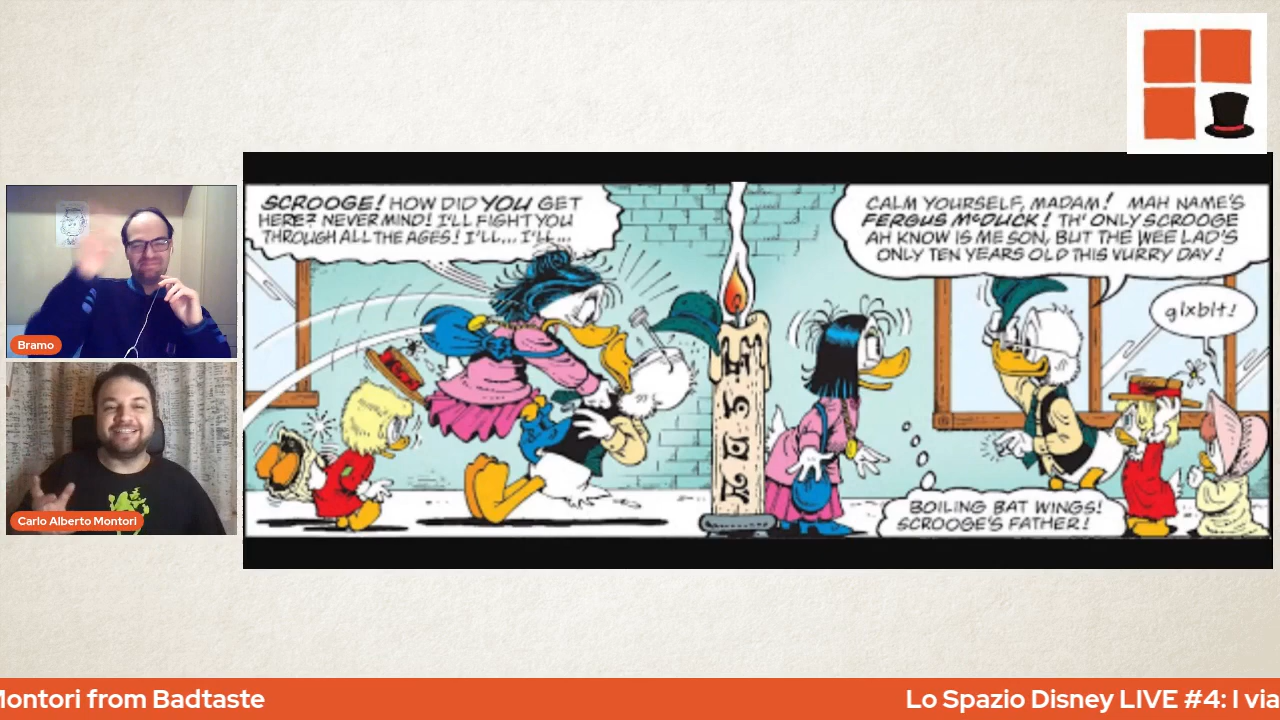 SCROOGE! HOW DID YOU GET
HERE? NEVER MIND! I'LL FIGHT YOU
THROUGH ALL THE AGES! I'LL... I'LL...
CALM YOURSELF, MADAM! MAH NAME'S
FERGUS McDUCK! TH' ONLY SCROOGE
AH KNOW IS ME SON, BUT THE WEE LAD'S
ONLY TEN YEARS OLD THIS VURRY DAY!
glxblt!
BOILING BAT WINGS!
SCROOGE'S FATHER!
Bramo
Carlo Alberto Montori
Montori from Badtaste
Lo Spazio Disney LIVE #4: I via